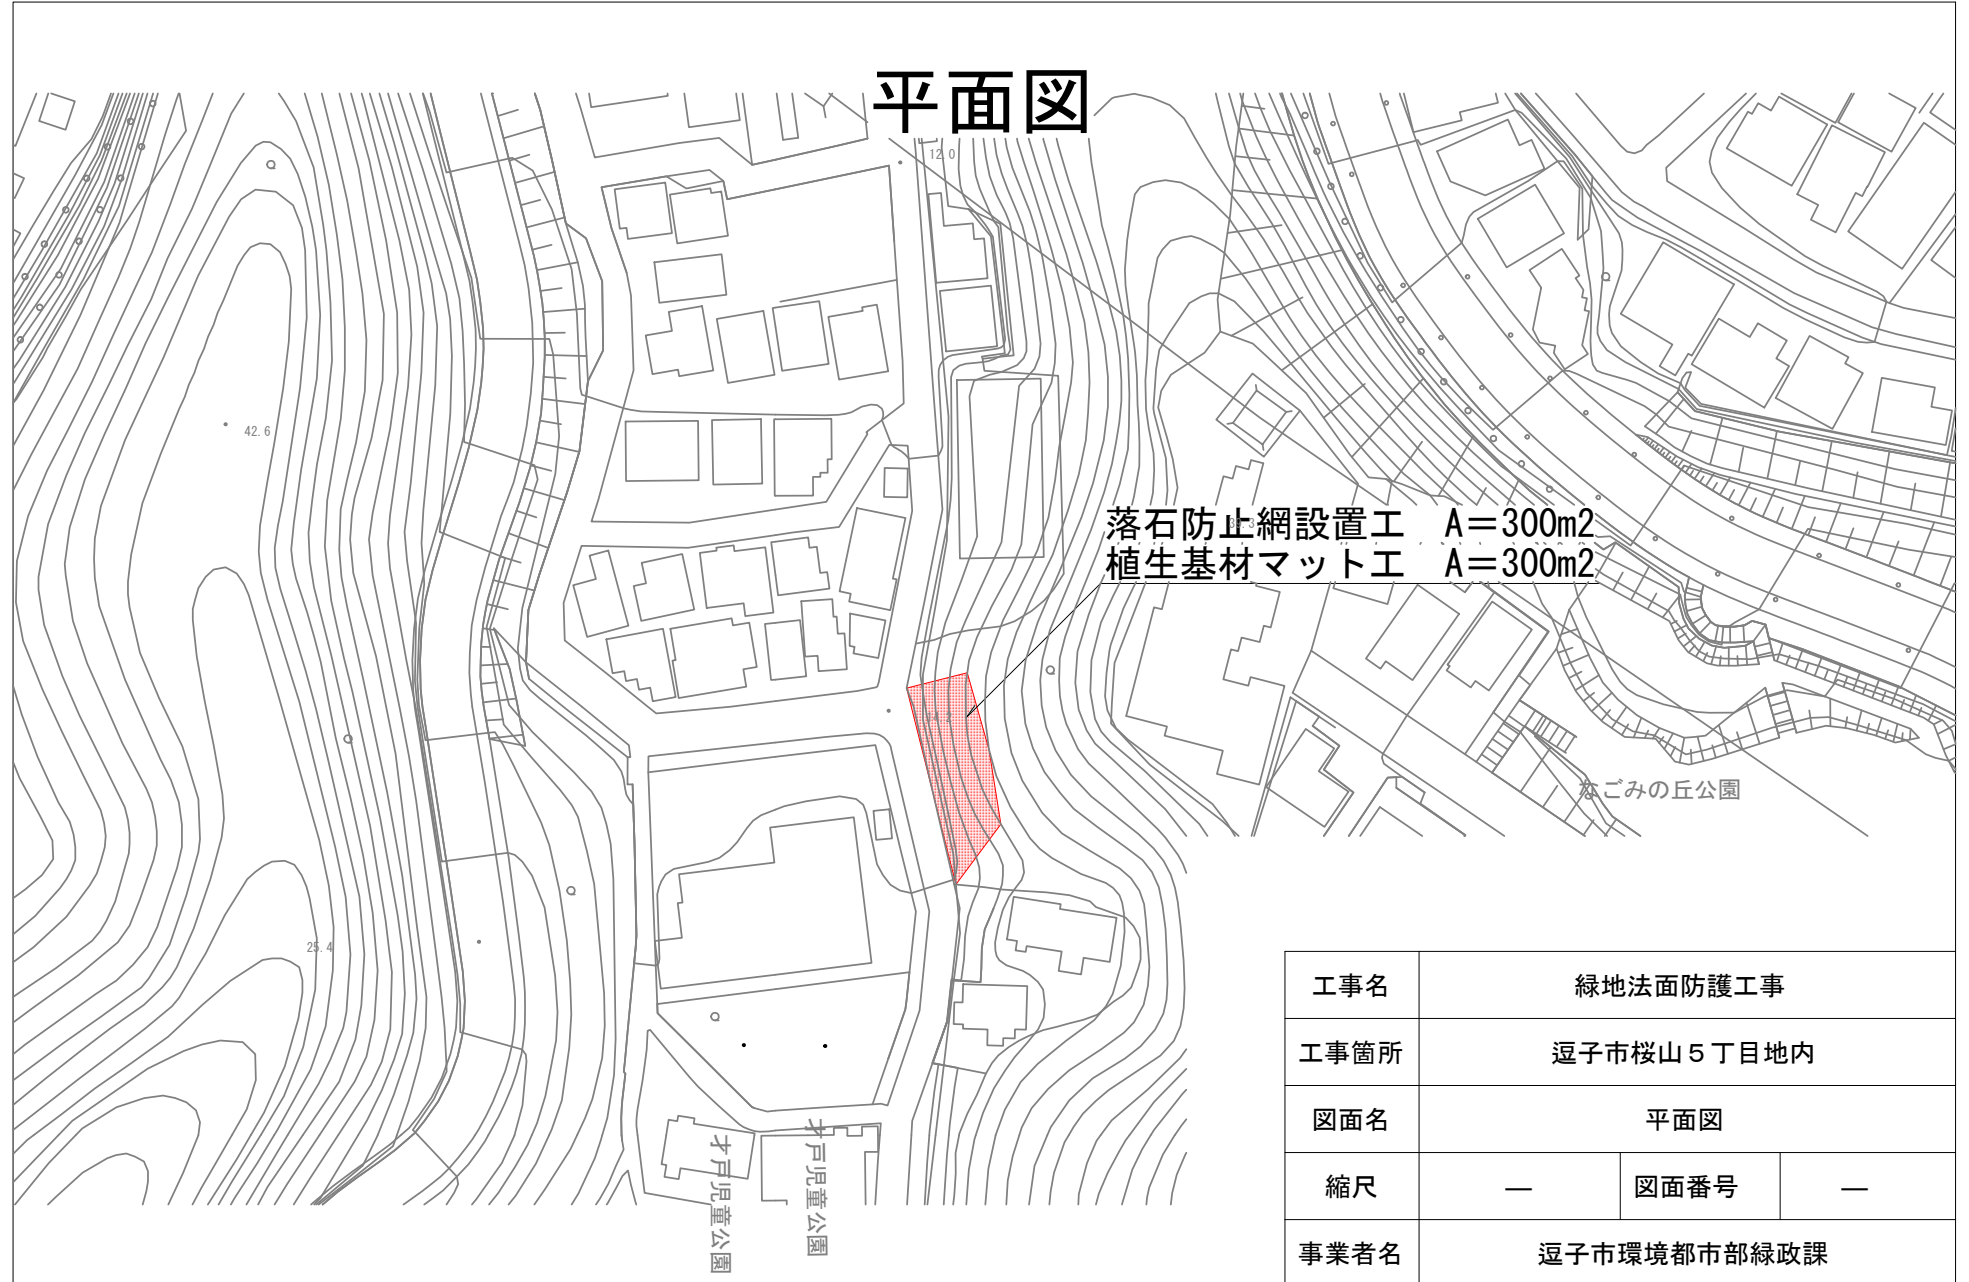 平面図
12.0
42.6
落石防止網設置工 A=300m2
植生基材マット工 A=300m2
14.2
なごみの丘公園
25.4
才戸児童公園
才戸児童公園
工事名 緑地法面防護工事
工事箇所 逗子市桜山５丁目地内
図面名 平面図
縮尺 ― 図面番号 ―
事業者名 逗子市環境都市部緑政課